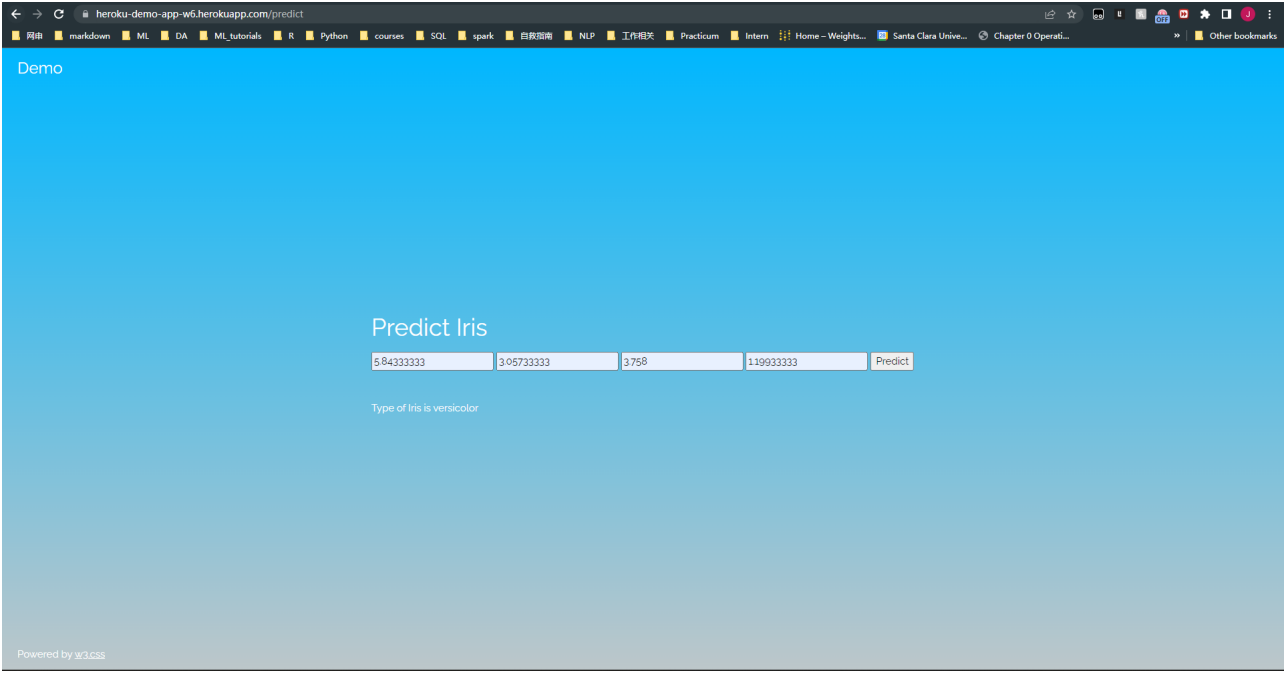 heroku-demo-app-w6.herokuapp.com/predict
网申 markdown ML DA ML_tutorials R Python courses SQL spark 自救指南 NLP 工作相关 Practicum Intern Home – Weights... Santa Clara Unive... Chapter 0 Operati... » Other bookmarks
Demo
Predict Iris
5.84333333 3.05733333 3.758 1.19933333 Predict
Type of Iris is versicolor
Powered by w3.css